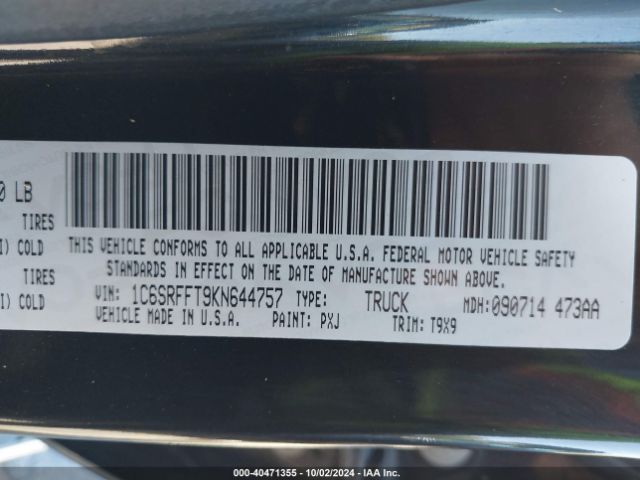 0 LB
TIRES
I) COLD
TIRES
I) COLD
THIS VEHICLE CONFORMS TO ALL APPLICABLE U.S.A. FEDERAL MOTOR VEHICLE SAFETY
STANDARDS IN EFFECT ON THE DATE OF MANUFACTURE SHOWN ABOVE.
VIN: 1C6SRFFT9KN644757 TYPE: TRUCK MDH:090714 473AA
VEHICLE MADE IN U.S.A. PAINT: PXJ TRIM: T9X9
000-40471355 - 10/02/2024 - IAA Inc.